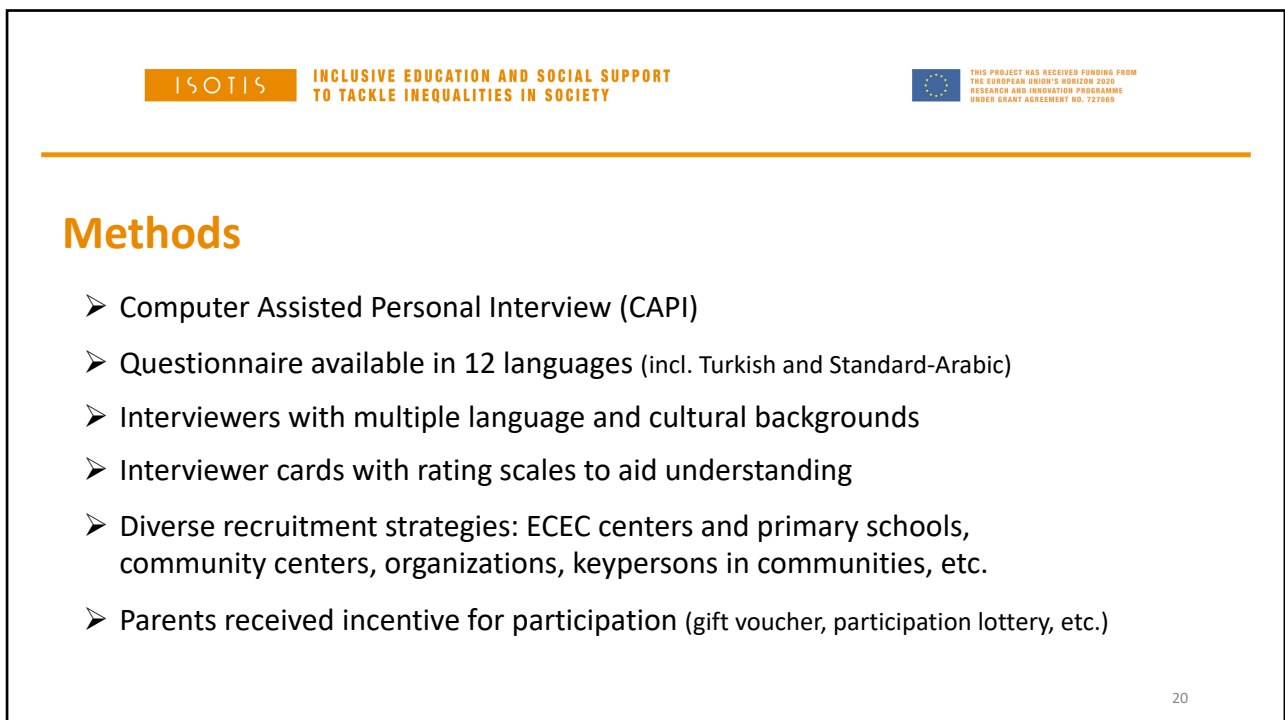 ISOTIS
INCLUSIVE EDUCATION AND SOCIAL SUPPORT
TO TACKLE INEQUALITIES IN SOCIETY
THIS PROJECT HAS RECEIVED FUNDING FROM
THE EUROPEAN UNION'S HORIZON 2020
RESEARCH AND INNOVATION PROGRAMME
UNDER GRANT AGREEMENT NO. 727069
Methods
➢ Computer Assisted Personal Interview (CAPI)
➢ Questionnaire available in 12 languages (incl. Turkish and Standard-Arabic)
➢ Interviewers with multiple language and cultural backgrounds
➢ Interviewer cards with rating scales to aid understanding
➢ Diverse recruitment strategies: ECEC centers and primary schools,
community centers, organizations, keypersons in communities, etc.
➢ Parents received incentive for participation (gift voucher, participation lottery, etc.)
20